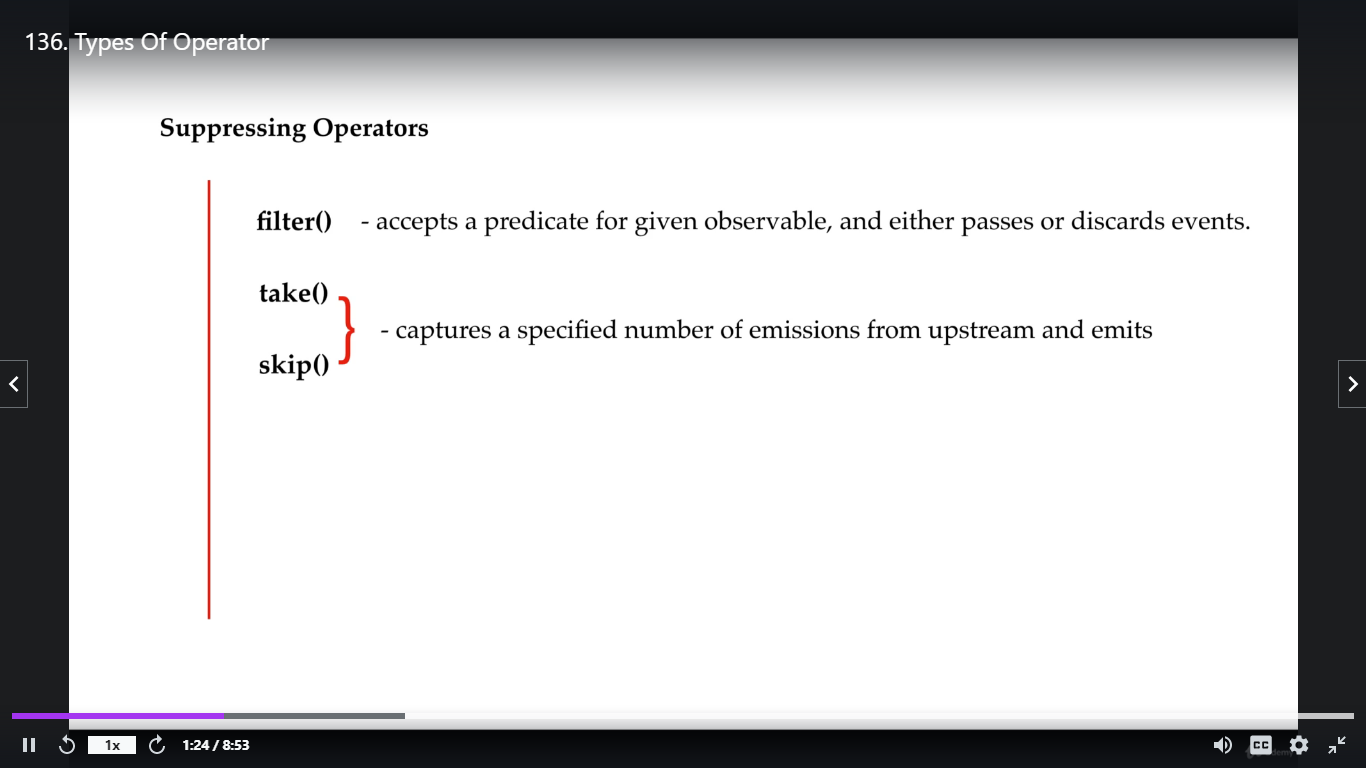 136. Types Of Operator
Suppressing Operators
filter() - accepts a predicate for given observable, and either passes or discards events.
take()
- captures a specified number of emissions from upstream and emits
skip()
1x
1:24 / 8:53
CC